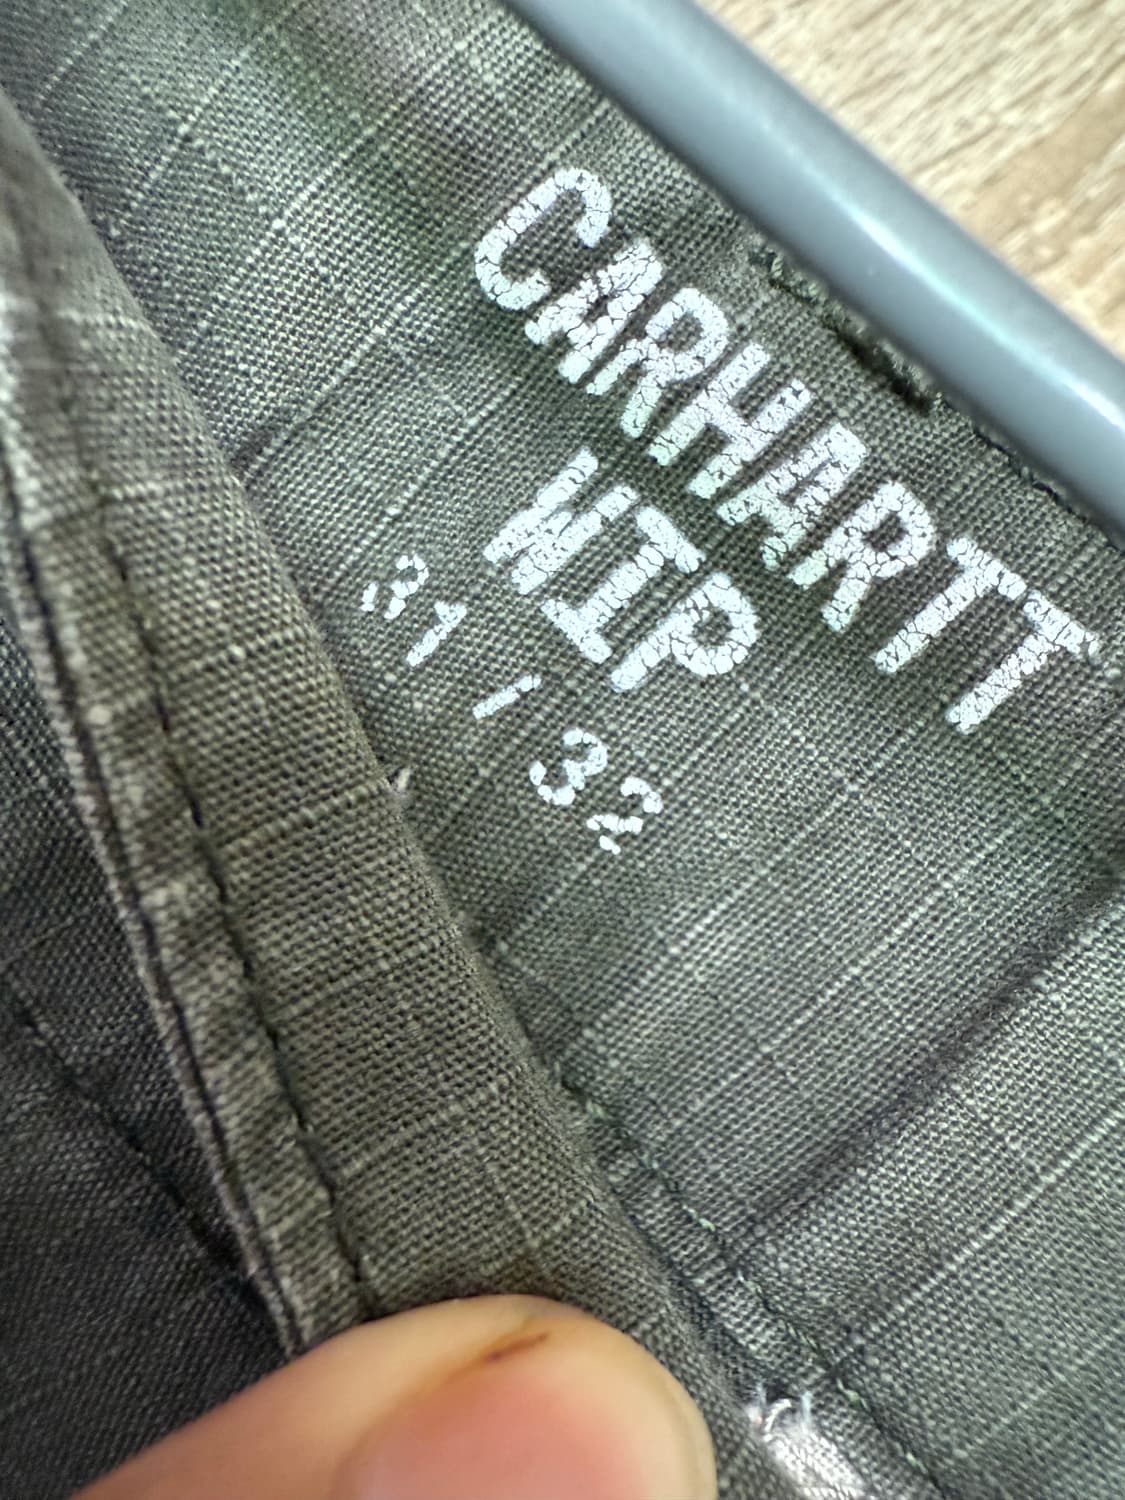 CARHARTT
WIP
31 - 32